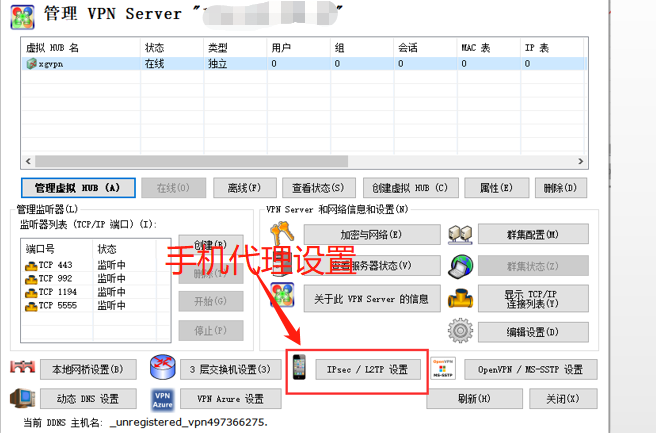 管理 VPN Server "
虚拟 HUB 名 状态 类型 用户 组 会话 MAC 表 IP 表
xgvpn 在线 独立 0 0 0 0 0
管理虚拟 HUB (A) 在线(O) 离线(F) 查看状态(S) 创建虚拟 HUB (C) 属性(E) 删除(D)
管理监听器(L) VPN Server 和网络信息和设置(N)
监听器列表 (TCP/IP 端口) (I):
端口号 状态
TCP 443 监听中
TCP 992 监听中
TCP 1194 监听中
TCP 5555 监听中
创建(R)
开始(G)
停止(P)
手机代理设置
加密与网络(E) 群集配置(M)
查看服务器状态(V) 群集状态(Z)
关于此 VPN Server 的信息 显示 TCP/IP
连接列表(Y)
编辑设置(D)
本地网桥设置(B) 3 层交换机设置(3) IPsec / L2TP 设置 OpenVPN MS-SSTP OpenVPN / MS-SSTP 设置
动态 DNS 设置 VPN Azure VPN Azure 设置 刷新(H) 关闭(X)
当前 DDNS 主机名: _unregistered_vpn497366275.